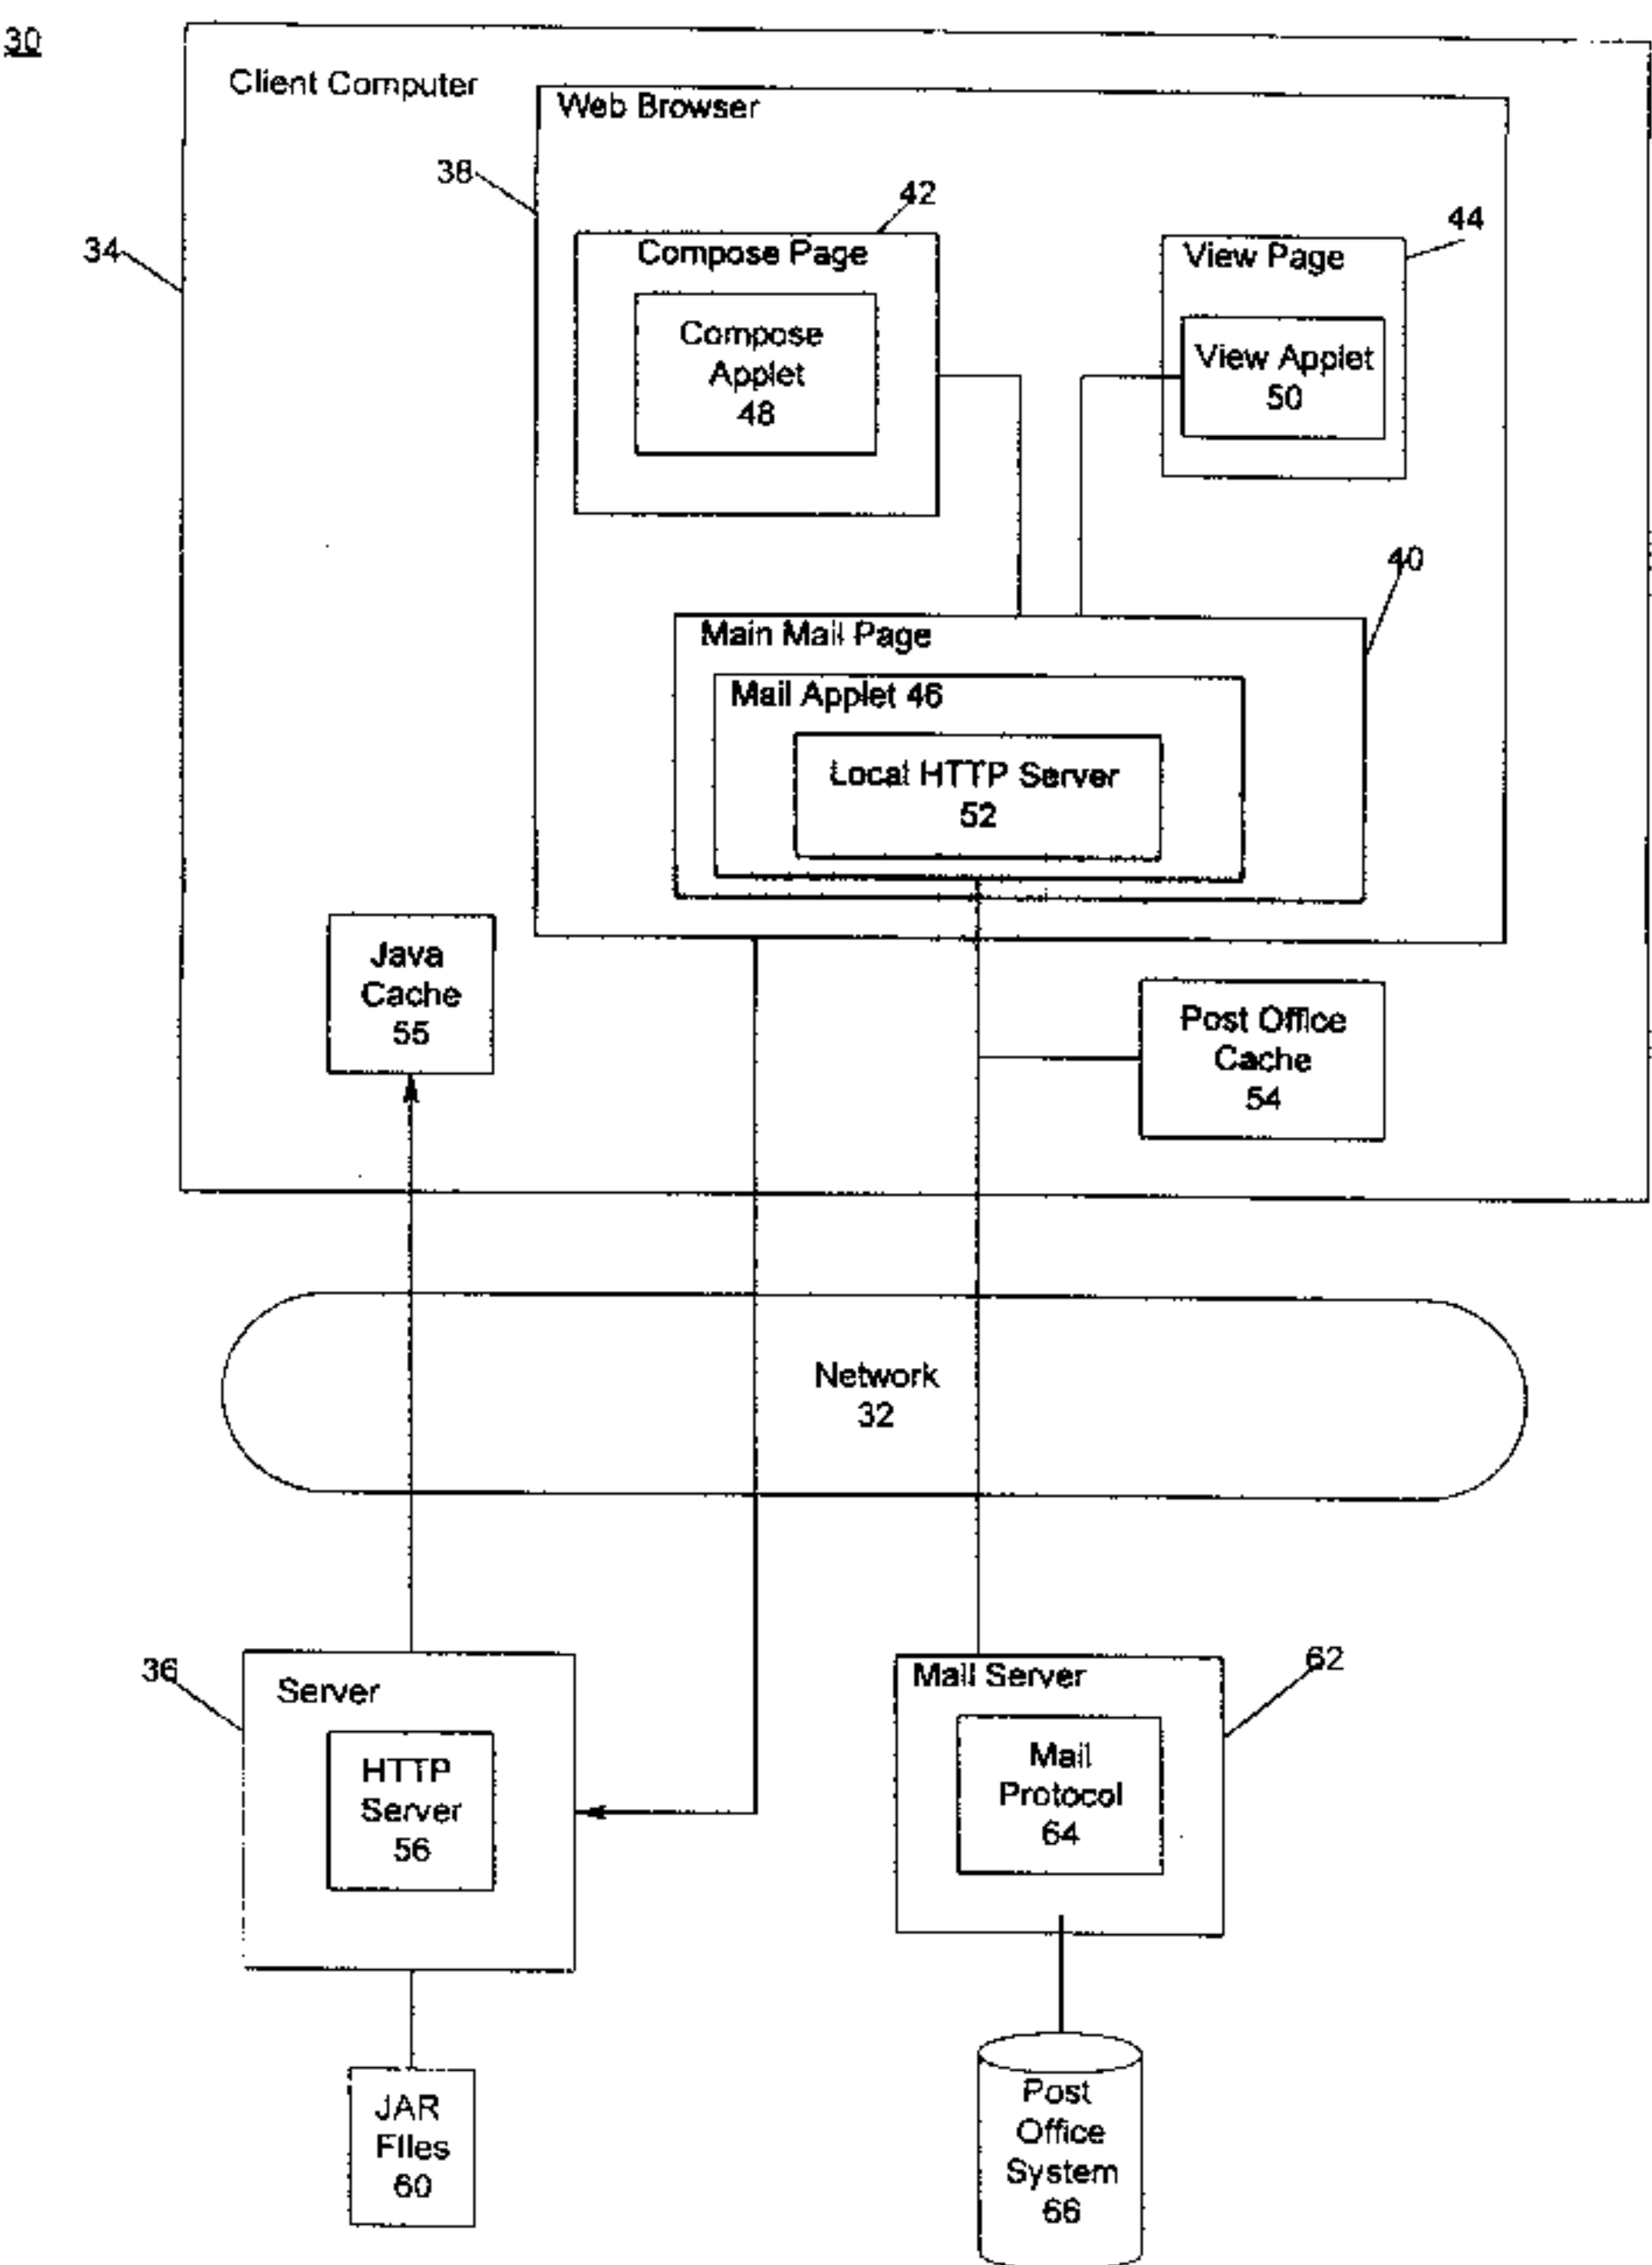 30
Client Computer
Web Browser
38
42
44
34
Compose Page
View Page
Compose
Applet
48
View Applet
50
40
Main Mail Page
Mail Applet 46
Local HTTP Server
52
Java
Cache
55
Post Office
Cache
54
Network
32
36
Server
HTTP
Server
56
Mail Server
62
Mail
Protocol
64
JAR
Files
60
Post
Office
System
66